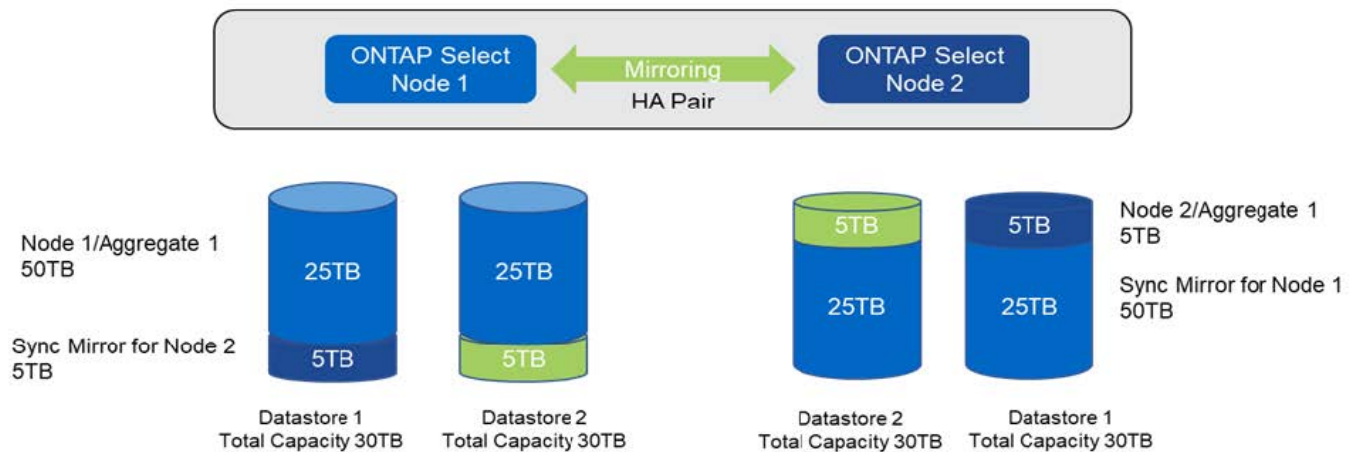 ONTAP Select
Node 1
Mirroring
HA Pair
ONTAP Select
Node 2
Node 1/Aggregate 1
50TB
25TB
25TB
Sync Mirror for Node 2
5TB
5TB
5TB
5TB
5TB
25TB
25TB
Node 2/Aggregate 1
5TB
Sync Mirror for Node 1
50TB
Datastore 1
Total Capacity 30TB
Datastore 2
Total Capacity 30TB
Datastore 2
Total Capacity 30TB
Datastore 1
Total Capacity 30TB